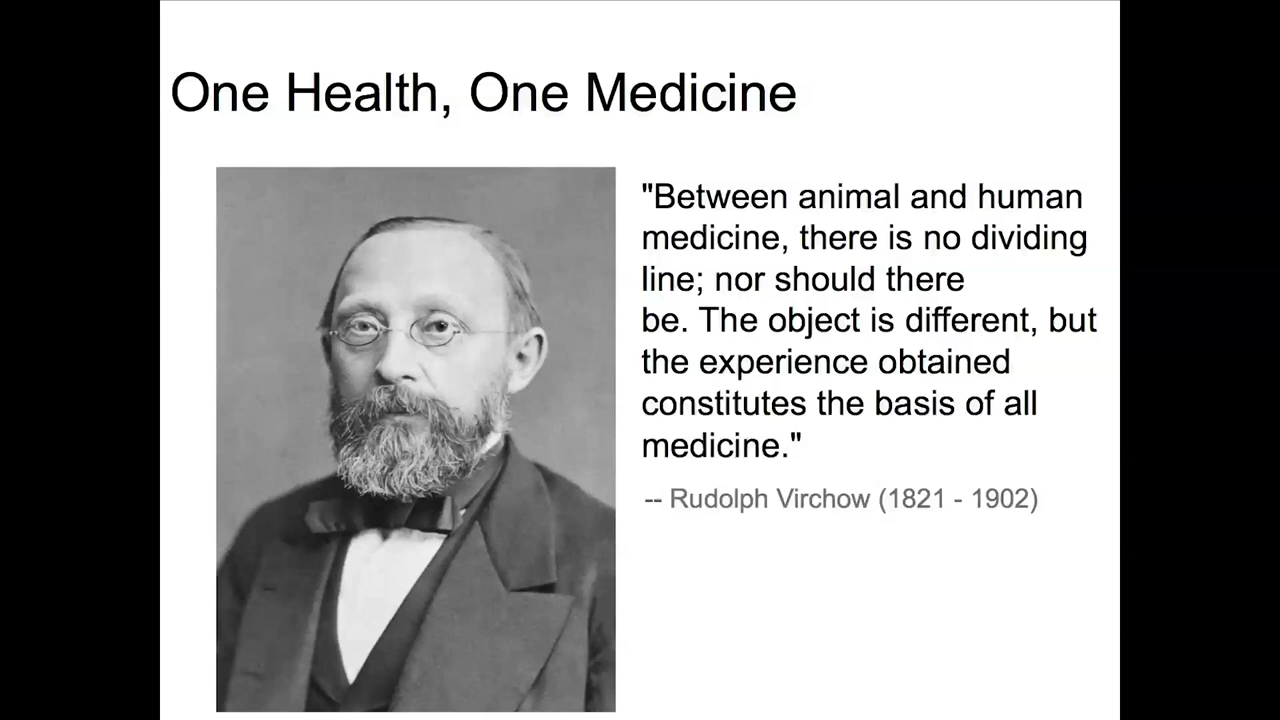 One Health, One Medicine
"Between animal and human
medicine, there is no dividing
line; nor should there
be. The object is different, but
the experience obtained
constitutes the basis of all
medicine."
-- Rudolph Virchow (1821 - 1902)